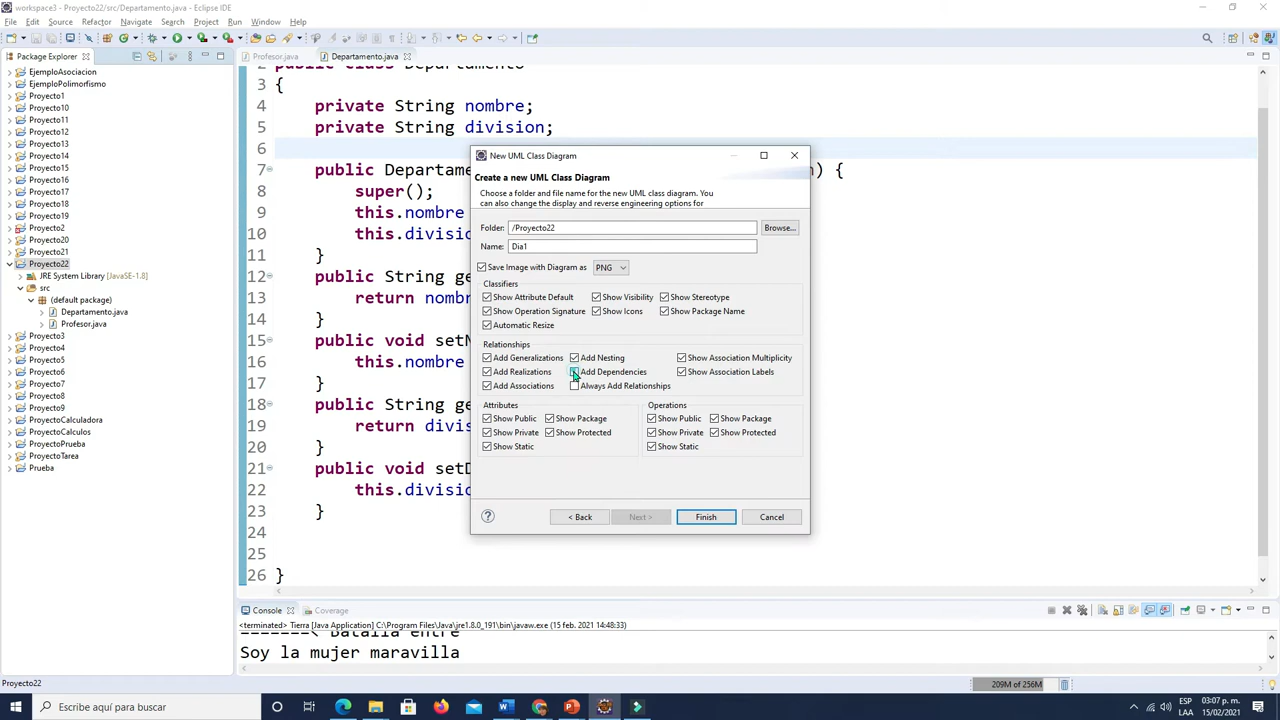 workspace3 - Proyecto22/src/Departamento.java - Eclipse IDE
File Edit Source Refactor Navigate Search Project Run Window Help
Package Explorer
EjemploAsociacion
EjemploPolimorfismo
Proyecto1
Proyecto10
Proyecto11
Proyecto12
Proyecto13
Proyecto14
Proyecto15
Proyecto16
Proyecto17
Proyecto18
Proyecto19
Proyecto2
Proyecto20
Proyecto21
Proyecto22
JRE System Library [JavaSE-1.8]
src
(default package)
Departamento.java
Profesor.java
Proyecto3
Proyecto4
Proyecto5
Proyecto6
Proyecto7
Proyecto8
Proyecto9
ProyectoCalculadora
ProyectoCalculos
ProyectoPrueba
ProyectoTarea
Prueba
Profesor.java Departamento.java
2 public class Departamento
3 {
4 private String nombre;
5 private String division;
6
7 public Departame ) {
8 super();
9 this.nombre
10 this.divisio
11 }
12 public String ge
13 return nomb
14 }
15 public void setN
16 this.nombre
17 }
18 public String ge
19 return divis
20 }
21 public void setD
22 this.divisio
23 }
24
25
26 }
New UML Class Diagram
Create a new UML Class Diagram
Choose a folder and file name for the new UML class diagram. You
can also change the display and reverse engineering options for
Folder: /Proyecto22 Browse...
Name: Dia1
Save Image with Diagram as PNG
Classifiers
Show Attribute Default Show Visibility Show Stereotype
Show Operation Signature Show Icons Show Package Name
Automatic Resize
Relationships
Add Generalizations Add Nesting Show Association Multiplicity
Add Realizations Add Dependencies Show Association Labels
Add Associations Always Add Relationships
Attributes Operations
Show Public Show Package Show Public Show Package
Show Private Show Protected Show Private Show Protected
Show Static Show Static
< Back Next > Finish Cancel
Console Coverage
<terminated> Tierra [Java Application] C:\Program Files\Java\jre1.8.0_191\bin\javaw.exe (15 feb. 2021 14:48:33)
=======< Batalla entre
Soy la mujer maravilla
Proyecto22 209M of 256M
Escribe aquí para buscar
ESP 03:07 p. m.
LAA 15/02/2021